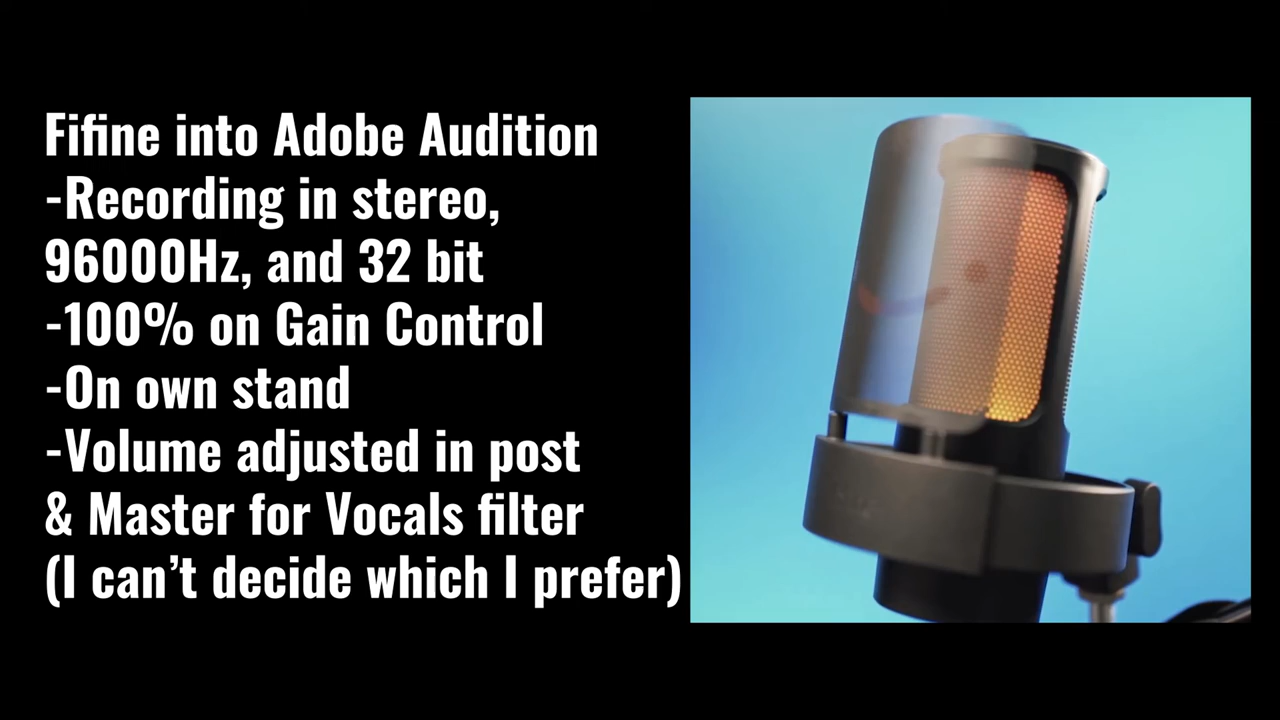 Fifine into Adobe Audition
-Recording in stereo,
96000Hz, and 32 bit
-100% on Gain Control
-On own stand
-Volume adjusted in post
& Master for Vocals filter
(I can’t decide which I prefer)